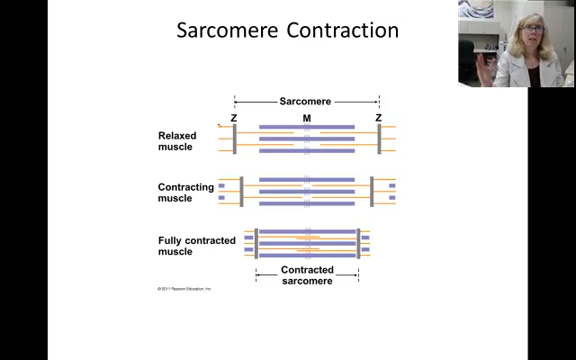 Sarcomere Contraction
Sarcomere
Z M Z
Relaxed
muscle
Contracting
muscle
Fully contracted
muscle
Contracted
sarcomere
© 2011 Pearson Education, Inc.